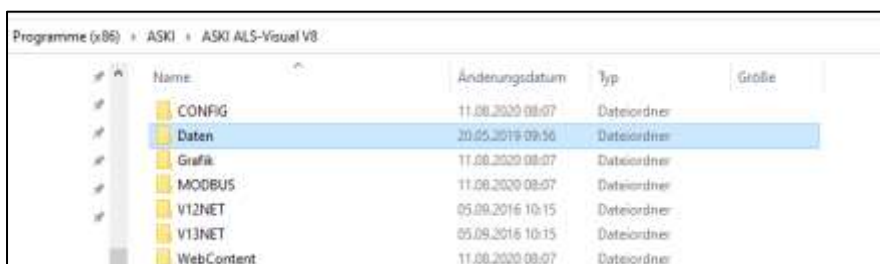 Programme (x86) › ASKI › ASKI ALS-Visual V8
Name Änderungsdatum Typ Größe
CONFIG 11.08.2020 08:07 Dateiordner
Daten 20.05.2019 09:56 Dateiordner
Grafik 11.08.2020 08:07 Dateiordner
MODBUS 11.08.2020 08:07 Dateiordner
V12NET 05.09.2016 10:15 Dateiordner
V13NET 05.09.2016 10:15 Dateiordner
WebContent 11.08.2020 08:07 Dateiordner